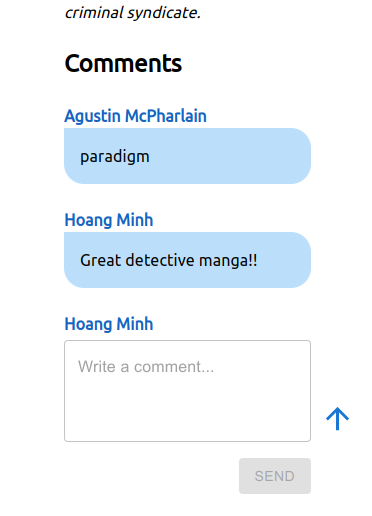 criminal syndicate.
Comments
Agustin McPharlain
paradigm
Hoang Minh
Great detective manga!!
Hoang Minh
Write a comment...
SEND